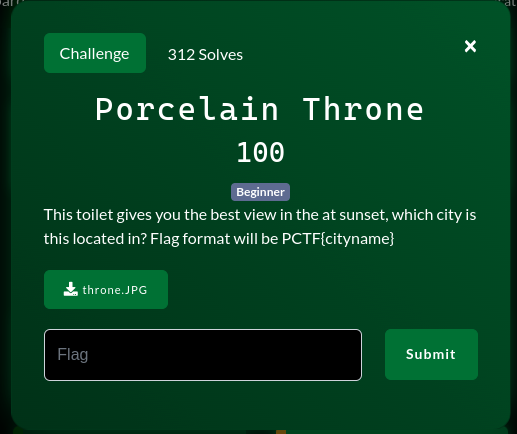 Challenge
312 Solves
×
Porcelain Throne
100
Beginner
This toilet gives you the best view in the at sunset, which city is
this located in? Flag format will be PCTF{cityname}
throne.JPG
Flag
Submit